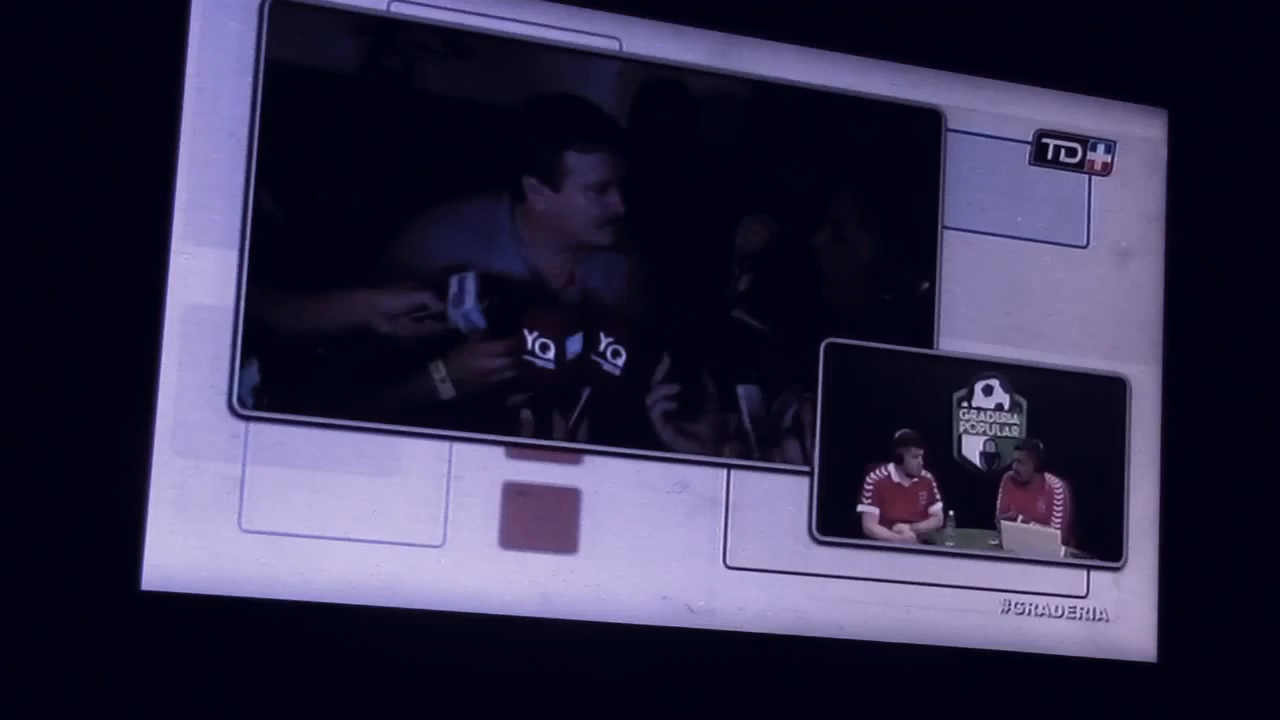 TD+
YQ
YQ
GRADERIA
POPULAR
#GRADERIA